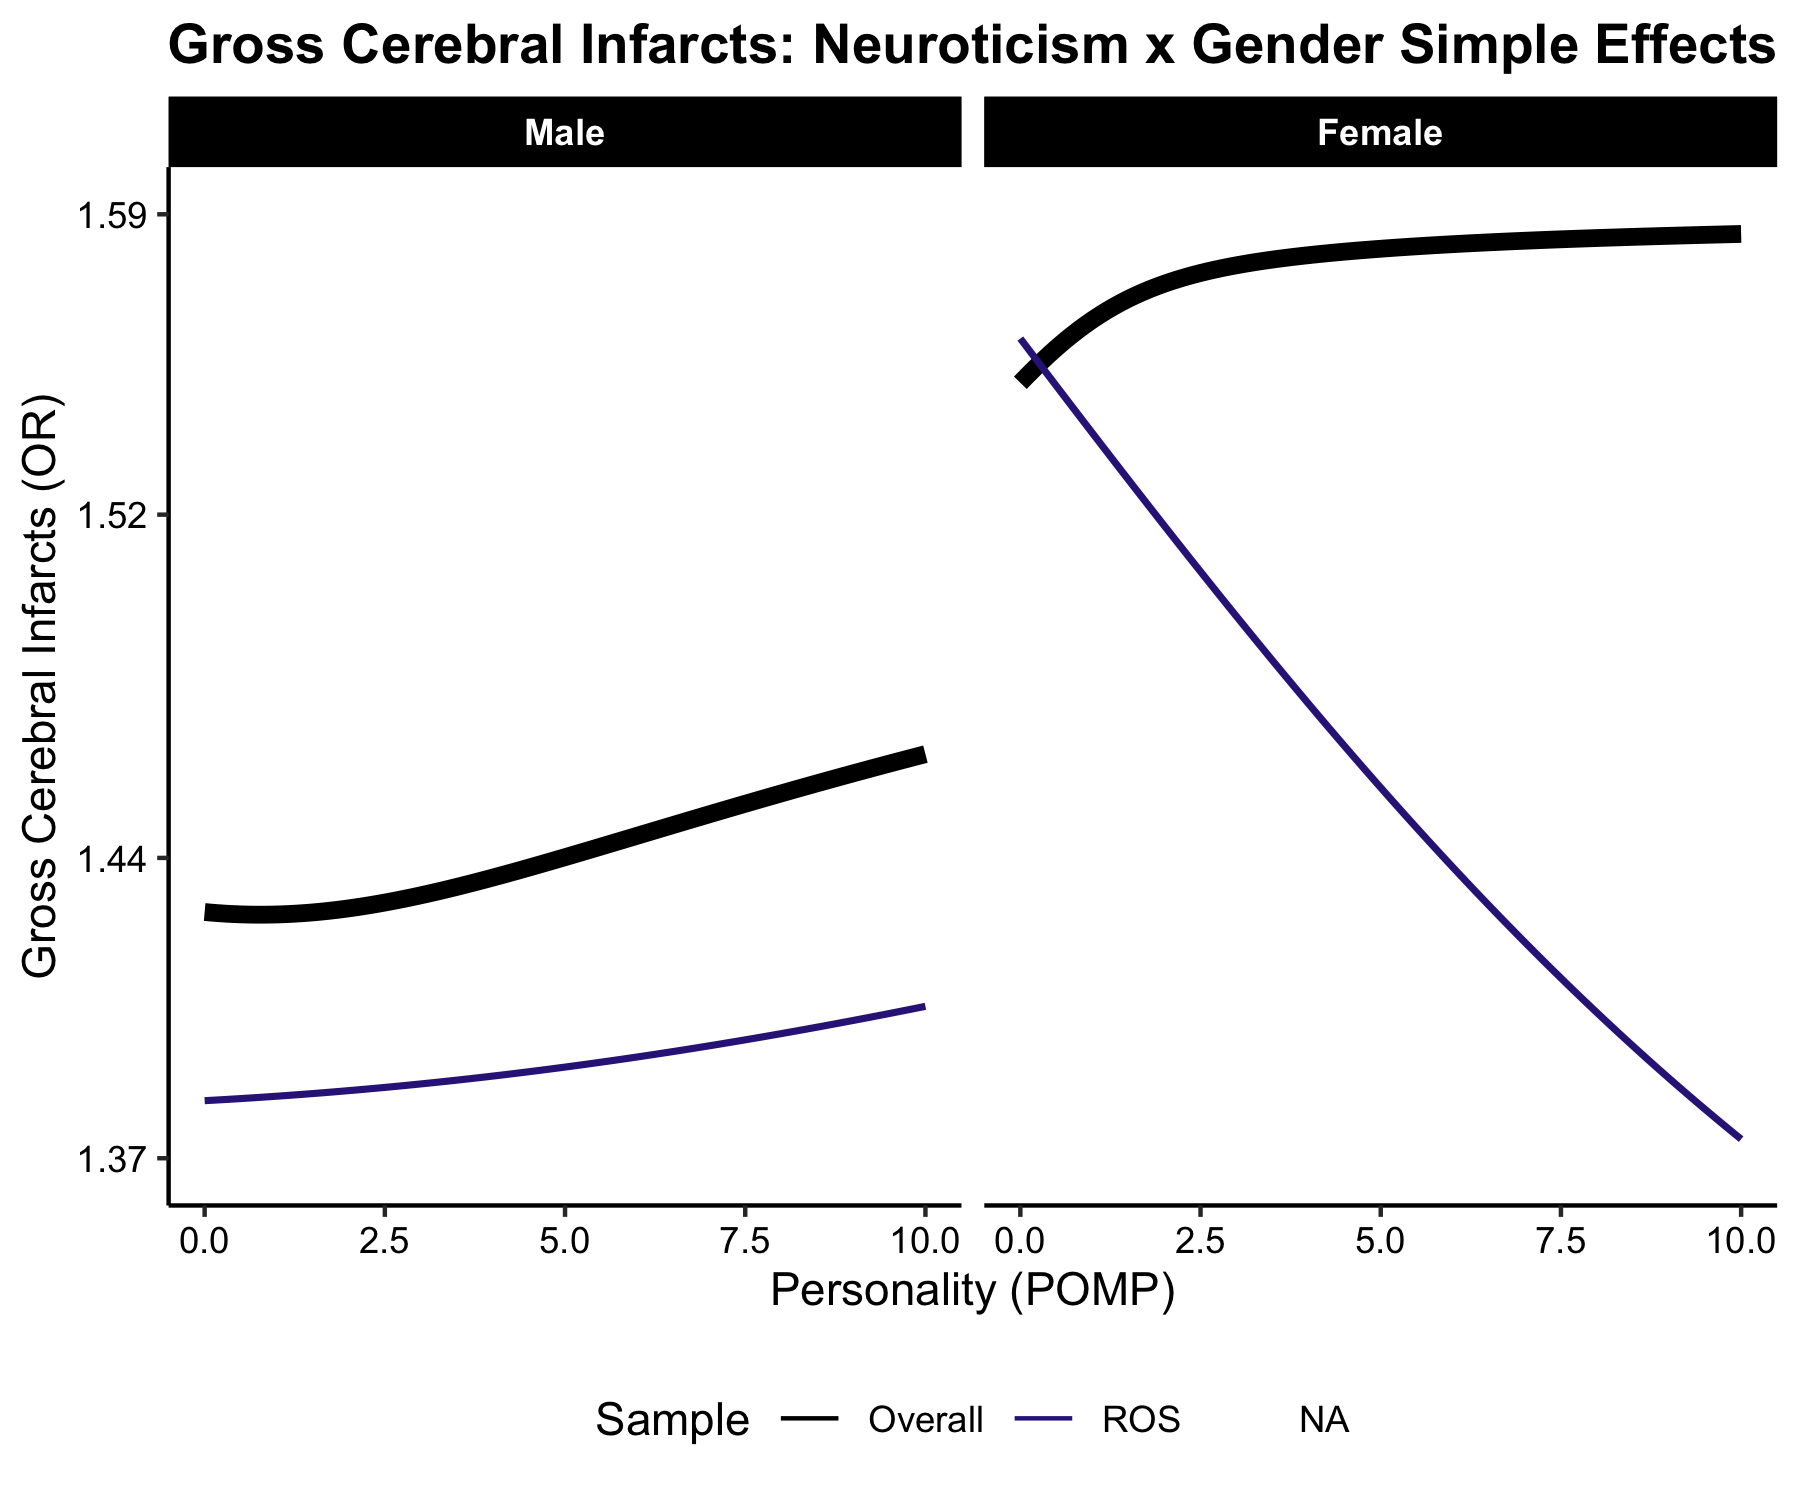 Gross Cerebral Infarcts: Neuroticism x Gender Simple Effects
Male
Female
Gross Cerebral Infarcts (OR)
1.59
1.52
1.44
1.37
0.0 2.5 5.0 7.5 10.0
0.0 2.5 5.0 7.5 10.0
Personality (POMP)
Sample Overall ROS NA